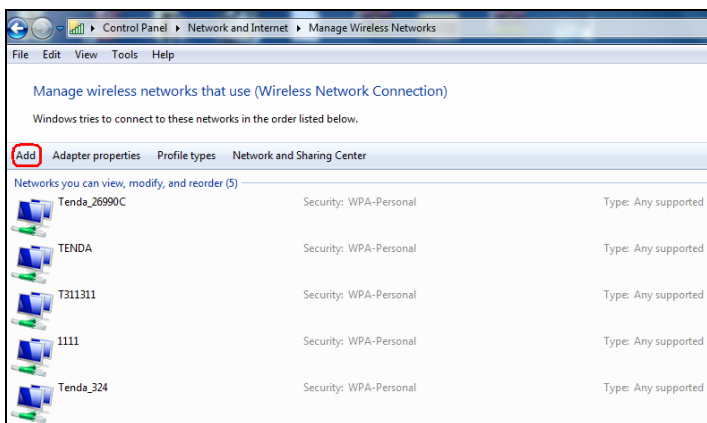 Control Panel ▸ Network and Internet ▸ Manage Wireless Networks
File Edit View Tools Help
Manage wireless networks that use (Wireless Network Connection)
Windows tries to connect to these networks in the order listed below.
Add Adapter properties Profile types Network and Sharing Center
Networks you can view, modify, and reorder (5)
Tenda_26990C Security: WPA-Personal Type: Any supported
TENDA Security: WPA-Personal Type: Any supported
T311311 Security: WPA-Personal Type: Any supported
1111 Security: WPA-Personal Type: Any supported
Tenda_324 Security: WPA-Personal Type: Any supported